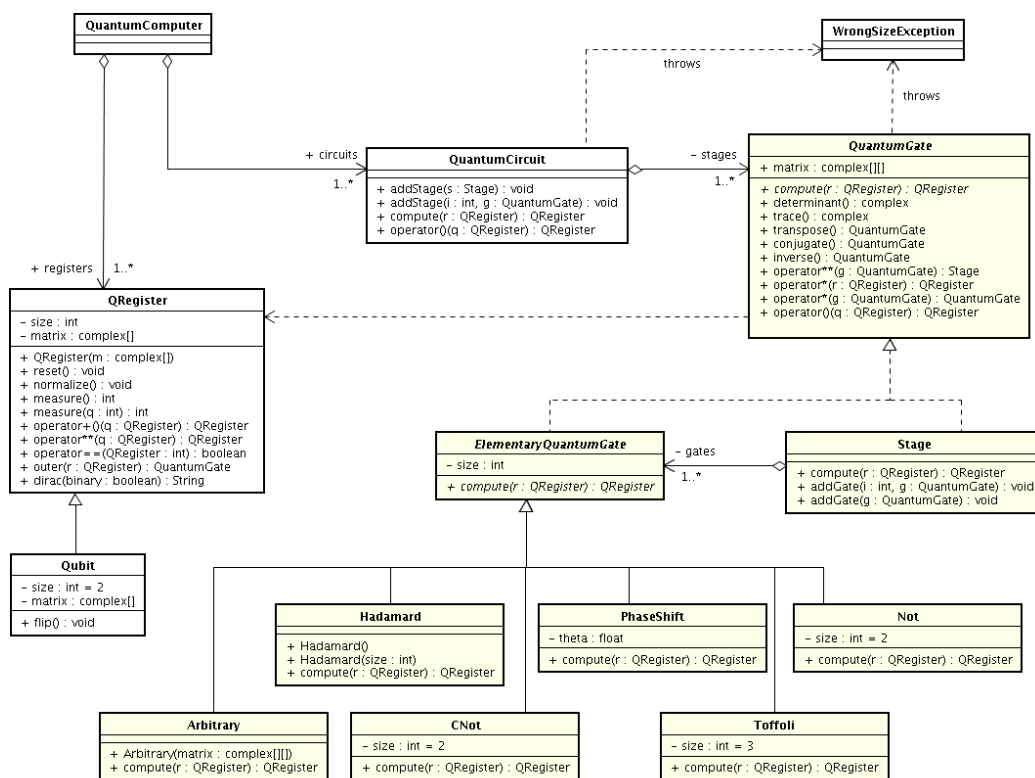 QuantumComputer
WrongSizeException
throws
throws
+ circuits
1..*
QuantumCircuit
+ addStage(s : Stage) : void
+ addStage(i : int, g : QuantumGate) : void
+ compute(r : QRegister) : QRegister
+ operator()(q : QRegister) : QRegister
- stages
1..*
QuantumGate
+ matrix : complex[][]
+ compute(r : QRegister) : QRegister
+ determinant() : complex
+ trace() : complex
+ transpose() : QuantumGate
+ conjugate() : QuantumGate
+ inverse() : QuantumGate
+ operator**(g : QuantumGate) : Stage
+ operator*(r : QRegister) : QRegister
+ operator*(g : QuantumGate) : QuantumGate
+ operator()(q : QRegister) : QRegister
+ registers 1..*
QRegister
- size : int
- matrix : complex[]
+ QRegister(m : complex[])
+ reset() : void
+ normalize() : void
+ measure() : int
+ measure(q : int) : int
+ operator+()(q : QRegister) : QRegister
+ operator**(q : QRegister) : QRegister
+ operator==(QRegister : int) : boolean
+ outer(r : QRegister) : QuantumGate
+ dirac(binary : boolean) : String
ElementaryQuantumGate
- size : int
+ compute(r : QRegister) : QRegister
- gates
1..*
Stage
+ compute(r : QRegister) : QRegister
+ addGate(i : int, g : QuantumGate) : void
+ addGate(g : QuantumGate) : void
Qubit
- size : int = 2
- matrix : complex[]
+ flip() : void
Hadamard
+ Hadamard()
+ Hadamard(size : int)
+ compute(r : QRegister) : QRegister
PhaseShift
- theta : float
+ compute(r : QRegister) : QRegister
Not
- size : int = 2
+ compute(r : QRegister) : QRegister
Arbitrary
+ Arbitrary(matrix : complex[][])
+ compute(r : QRegister) : QRegister
CNot
- size : int = 2
+ compute(r : QRegister) : QRegister
Toffoli
- size : int = 3
+ compute(r : QRegister) : QRegister